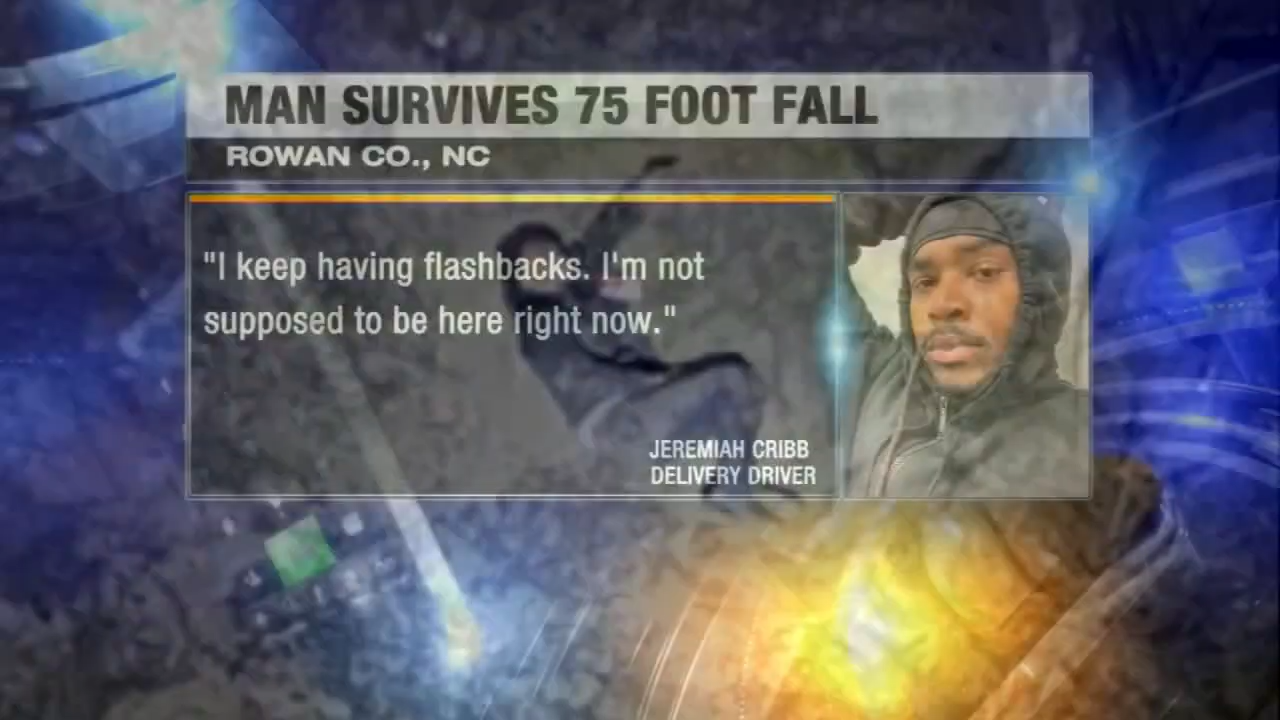 MAN SURVIVES 75 FOOT FALL
ROWAN CO., NC
"I keep having flashbacks. I'm not
supposed to be here right now."
JEREMIAH CRIBB
DELIVERY DRIVER